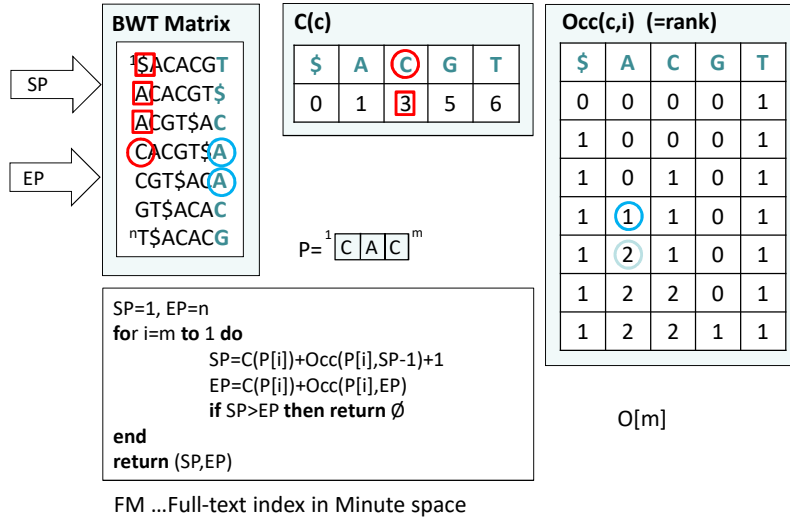 BWT Matrix
1$ACACGT
ACACGT$
ACGT$AC
CACGT$A
CGT$ACA
GT$ACAC
nT$ACACG
SP
EP
C(c)
$ A C G T
0 1 3 5 6
P= 1 C A C m
Occ(c,i) (=rank)
$ A C G T
0 0 0 0 1
1 0 0 0 1
1 0 1 0 1
1 1 1 0 1
1 2 1 0 1
1 2 2 0 1
1 2 2 1 1
SP=1, EP=n
for i=m to 1 do
SP=C(P[i])+Occ(P[i],SP-1)+1
EP=C(P[i])+Occ(P[i],EP)
if SP>EP then return Ø
end
return (SP,EP)
O[m]
FM ...Full-text index in Minute space